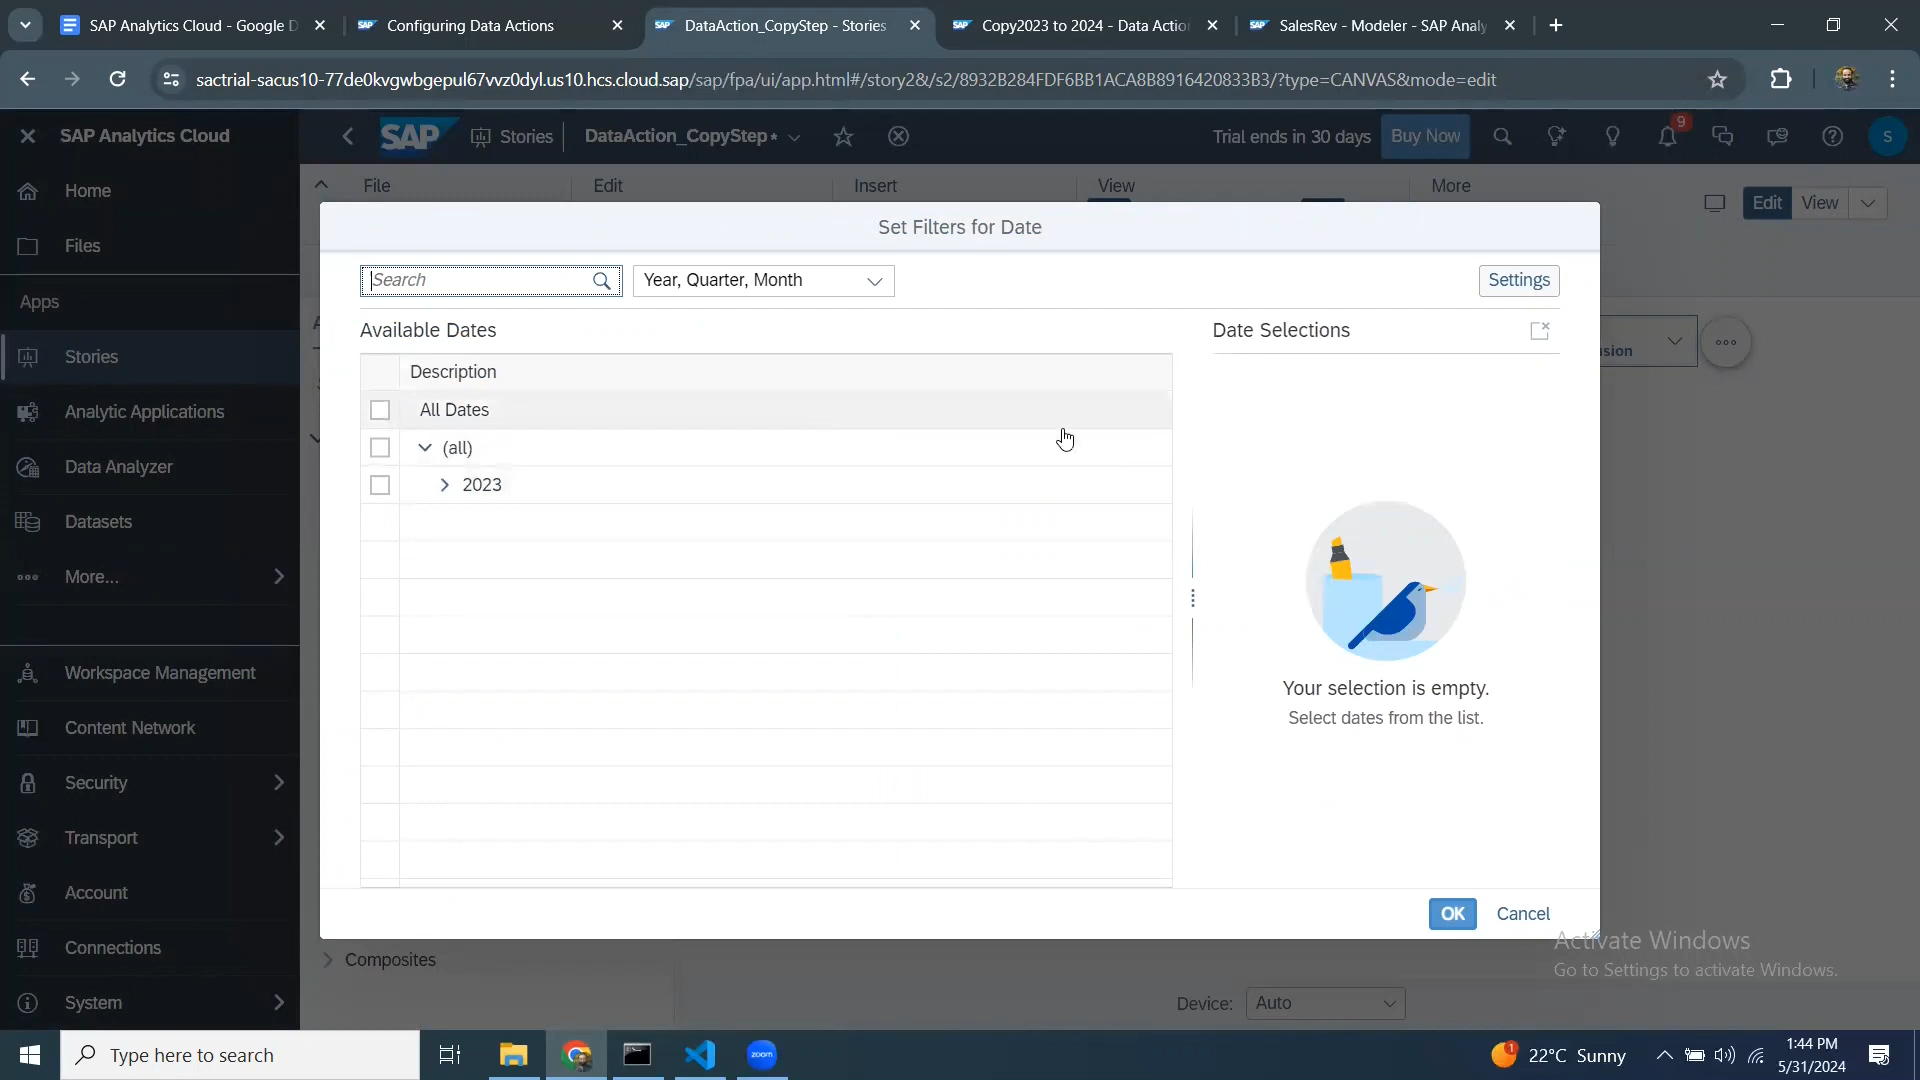 SAP Analytics Cloud - Google D
Configuring Data Actions
DataAction_CopyStep - Stories
Copy2023 to 2024 - Data Actio
SalesRev - Modeler - SAP Analy
sactrial-sacus10-77de0kvgwbgepul67vvz0dyl.us10.hcs.cloud.sap/sap/fpa/ui/app.html#/story2&/s2/8932B284FDF6BB1ACA8B8916420833B3/?type=CANVAS&mode=edit
SAP Analytics Cloud
SAP
Stories
DataAction_CopyStep*
Trial ends in 30 days
Buy Now
9
S
Home
Files
Apps
Stories
Analytic Applications
Data Analyzer
Datasets
More...
Workspace Management
Content Network
Security
Transport
Account
Connections
System
File
Edit
Insert
View
More
Edit
View
Set Filters for Date
Search
Year, Quarter, Month
Settings
Available Dates
Date Selections
Description
All Dates
(all)
2023
Your selection is empty.
Select dates from the list.
OK
Cancel
Composites
Device:
Auto
Activate Windows
Go to Settings to activate Windows.
Type here to search
zoom
1
22°C Sunny
1:44 PM
5/31/2024